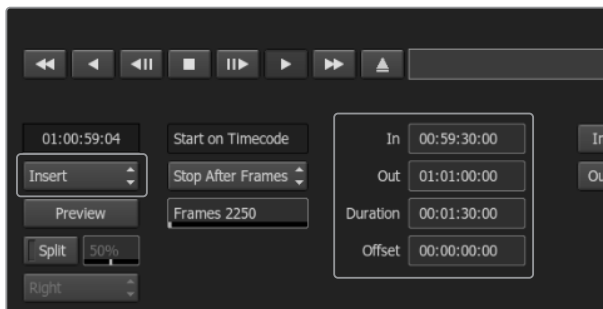 01:00:59:04 Start on Timecode In 00:59:30:00
Insert Stop After Frames Out 01:01:00:00
Preview Frames 2250 Duration 00:01:30:00
Split 50% Offset 00:00:00:00
Right